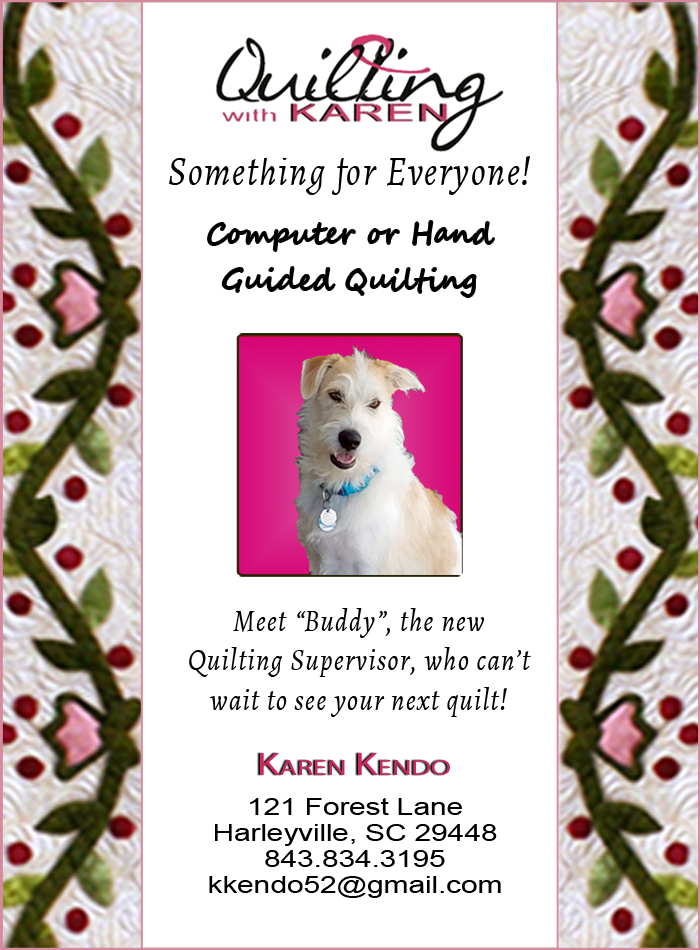 Quilting
with KAREN
Something for Everyone!
Computer or Hand
Guided Quilting
Meet “Buddy”, the new
Quilting Supervisor, who can’t
wait to see your next quilt!
KAREN KENDO
121 Forest Lane
Harleyville, SC 29448
843.834.3195
kkendo52@gmail.com